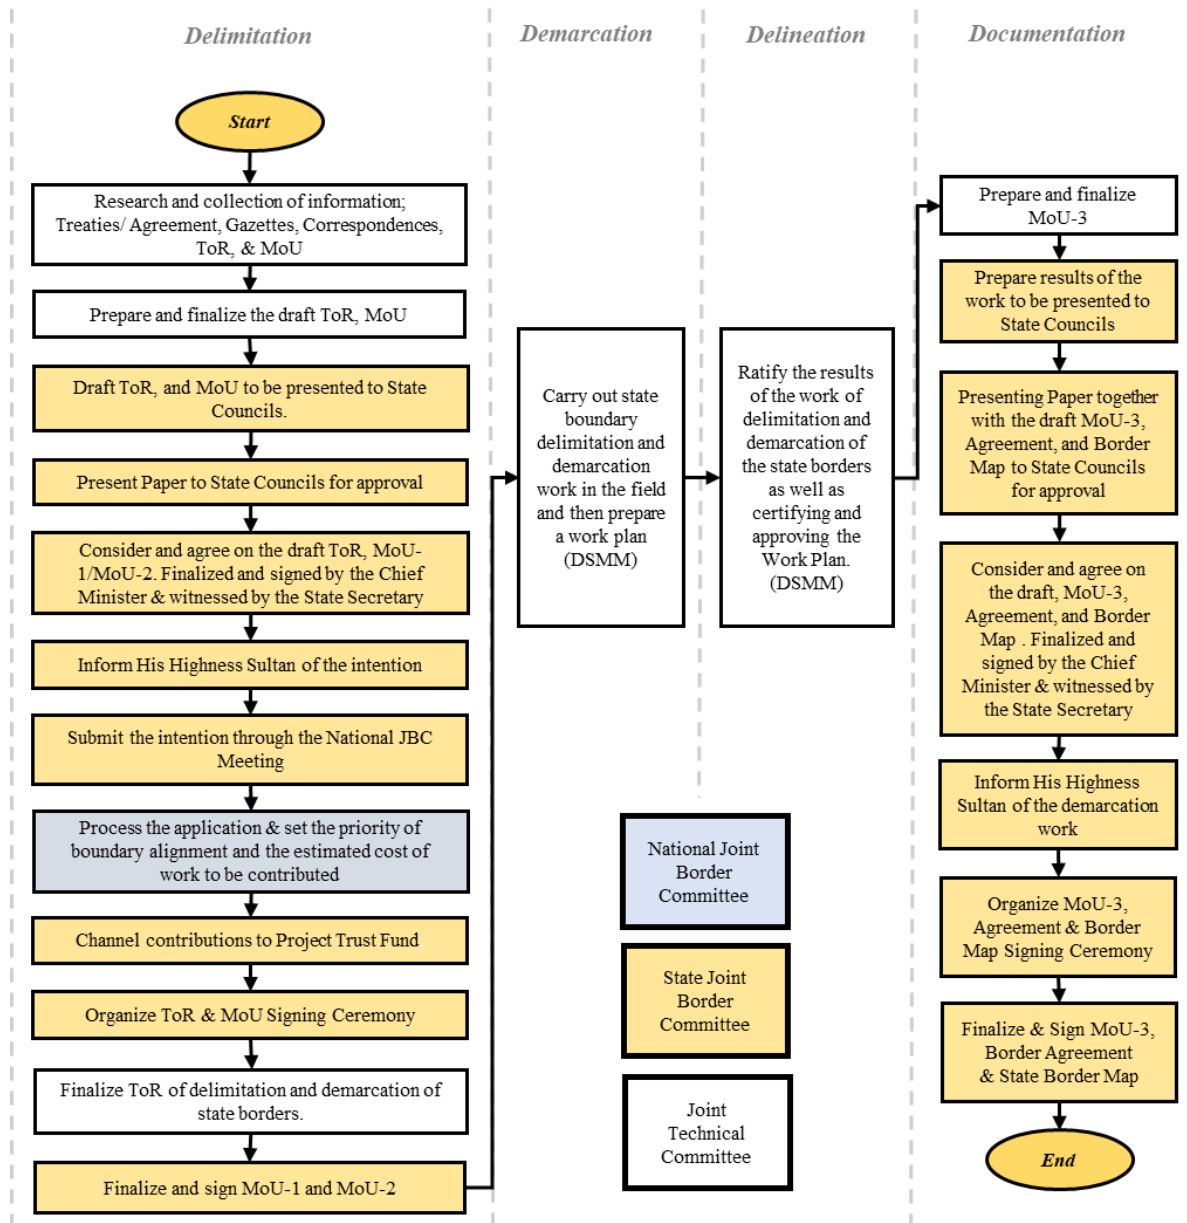 Delimitation
Demarcation
Delineation
Documentation
Start
Research and collection of information;
Treaties/ Agreement, Gazettes, Correspondences,
ToR, & MoU
Prepare and finalize the draft ToR, MoU
Draft ToR, and MoU to be presented to State
Councils.
Present Paper to State Councils for approval
Consider and agree on the draft ToR, MoU-
1/MoU-2. Finalized and signed by the Chief
Minister & witnessed by the State Secretary
Inform His Highness Sultan of the intention
Submit the intention through the National JBC
Meeting
Process the application & set the priority of
boundary alignment and the estimated cost of
work to be contributed
Channel contributions to Project Trust Fund
Organize ToR & MoU Signing Ceremony
Finalize ToR of delimitation and demarcation of
state borders.
Finalize and sign MoU-1 and MoU-2
Carry out state
boundary
delimitation and
demarcation
work in the field
and then prepare
a work plan
(DSMM)
Ratify the results
of the work of
delimitation and
demarcation of
the state borders
as well as
certifying and
approving the
Work Plan.
(DSMM)
National Joint
Border
Committee
State Joint
Border
Committee
Joint
Technical
Committee
Prepare and finalize
MoU-3
Prepare results of the
work to be presented to
State Councils
Presenting Paper together
with the draft MoU-3,
Agreement, and Border
Map to State Councils
for approval
Consider and agree on
the draft, MoU-3,
Agreement, and Border
Map . Finalized and
signed by the Chief
Minister & witnessed by
the State Secretary
Inform His Highness
Sultan of the demarcation
work
Organize MoU-3,
Agreement & Border
Map Signing Ceremony
Finalize & Sign MoU-3,
Border Agreement
& State Border Map
End